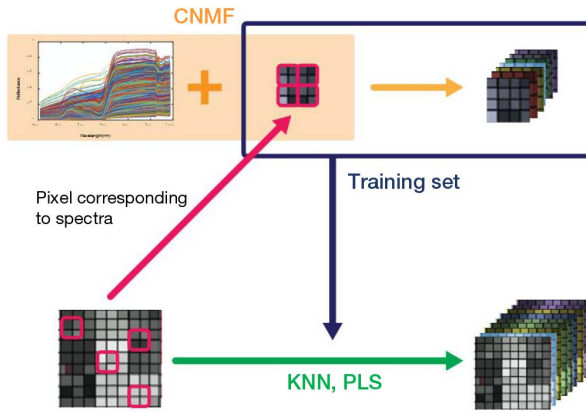 CNMF
Training set
Pixel corresponding
to spectra
KNN, PLS